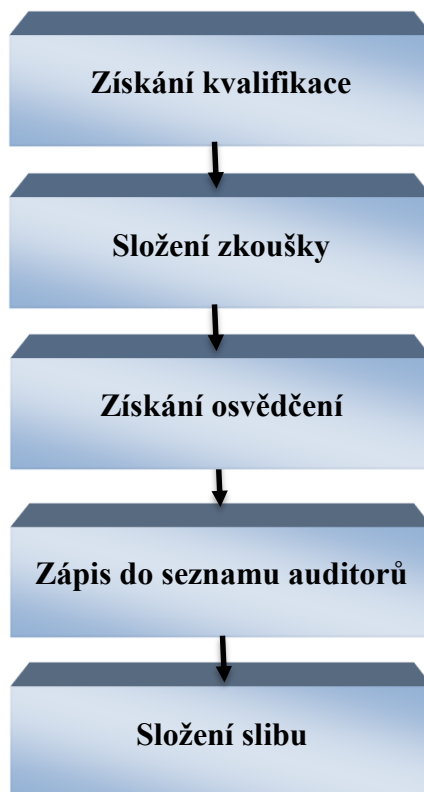 Získání kvalifikace
Složení zkoušky
Získání osvědčení
Zápis do seznamu auditorů
Složení slibu